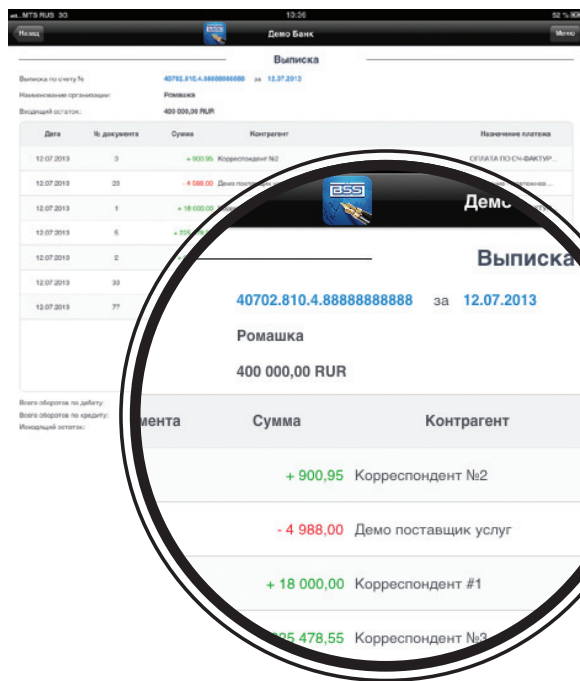 MTS RUS 3G 10:26 52 %
Назад Демо Банк Меню
Выписка
Выписка по счету № 40702.810.4.88888888888 за 12.07.2013
Наименование организации: Ромашка
Входящий остаток: 400 000,00 RUR
Дата № документа Сумма Контрагент Назначение платежа
12.07.2013 3 + 900,95 Корреспондент №2 ОПЛАТА ПО СЧ-ФАКТУР...
12.07.2013 23 - 4 988,00 Демо поставщик
12.07.2013 1 + 18 000,00
12.07.2013 5
12.07.2013 2
12.07.2013 33
12.07.2013 77
Всего оборотов по дебету:
Всего оборотов по кредиту:
Исходящий остаток:
BSS Демо
Выписка
40702.810.4.88888888888 за 12.07.2013
Ромашка
400 000,00 RUR
мента Сумма Контрагент
+ 900,95 Корреспондент №2
- 4 988,00 Демо поставщик услуг
+ 18 000,00 Корреспондент #1
478,55 Корреспондент №3